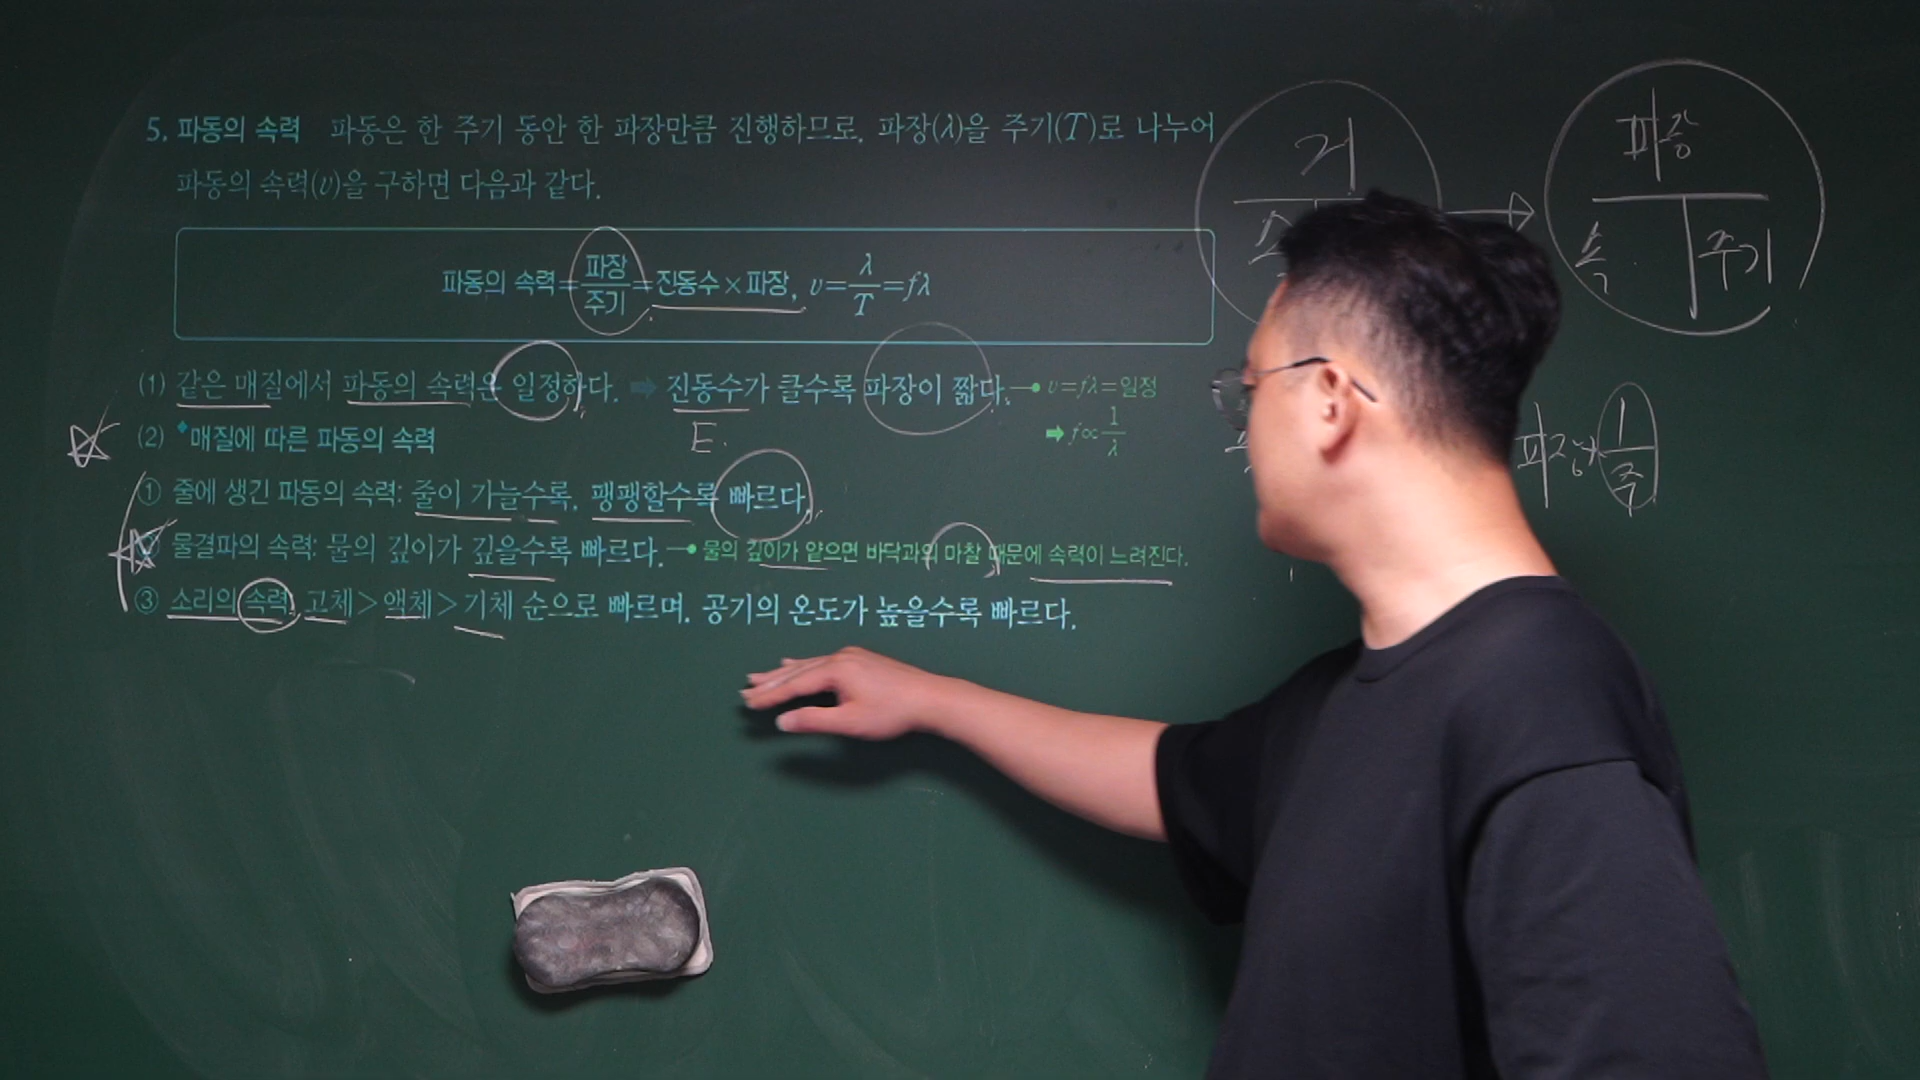 5. 파동의 속력 파동은 한 주기 동안 한 파장만큼 진행하므로, 파장(λ)을 주기(T)로 나누어
파동의 속력(v)을 구하면 다음과 같다.
파동의 속력=파장/주기=진동수×파장, v=λ/T=fλ
(1) 같은 매질에서 파동의 속력은 일정하다. ➡ 진동수가 클수록 파장이 짧다. v=fλ=일정
E.
➡ f∝1/λ
(2) 매질에 따른 파동의 속력
① 줄에 생긴 파동의 속력: 줄이 가늘수록, 팽팽할수록 빠르다.
② 물결파의 속력: 물의 깊이가 깊을수록 빠르다. 물의 깊이가 얕으면 바닥과의 마찰 때문에 속력이 느려진다.
③ 소리의 속력: 고체>액체>기체 순으로 빠르며, 공기의 온도가 높을수록 빠르다.
거
파장
속 주기
파장×1/주